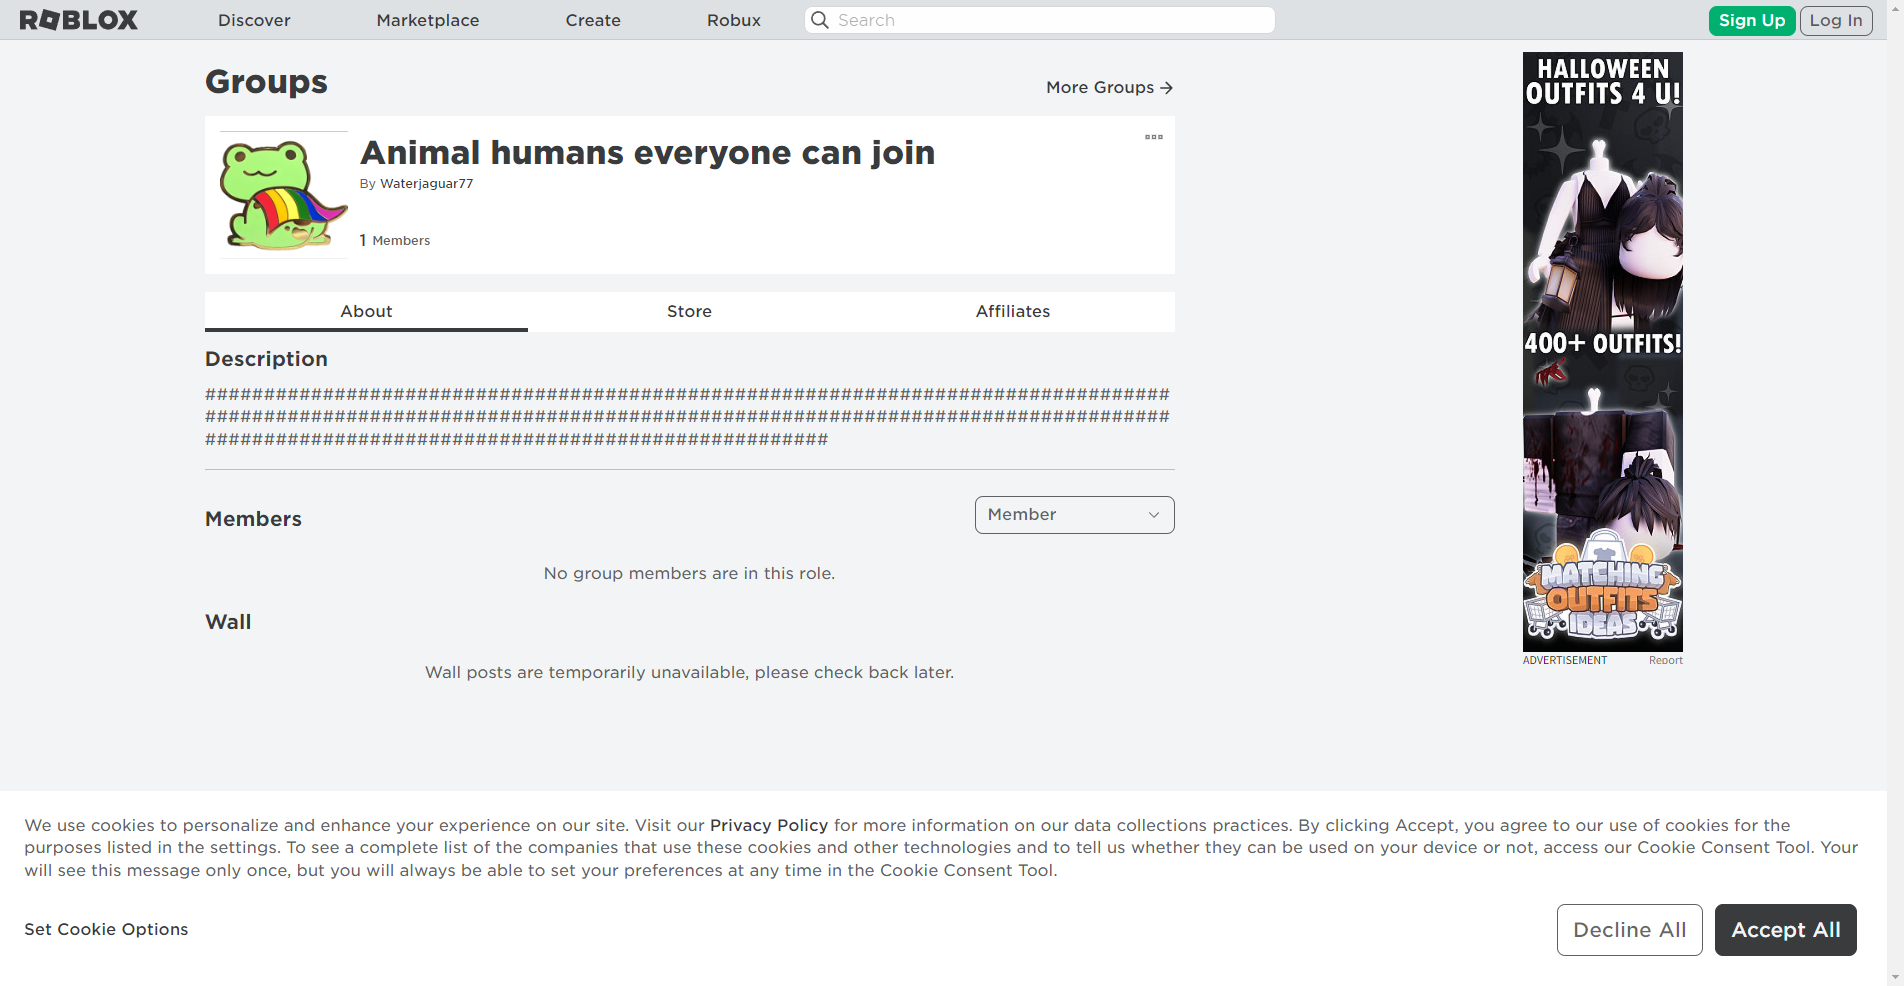 ROBLOX
Discover
Marketplace
Create
Robux
Search
Sign Up
Log In
Groups
More Groups
Animal humans everyone can join
By Waterjaguar77
1 Members
About
Store
Affiliates
Description
##################################################################################
##################################################################################
#####################################################
Members
Member
No group members are in this role.
Wall
Wall posts are temporarily unavailable, please check back later.
HALLOWEEN
OUTFITS 4 U!
400+ OUTFITS!
MATCHING
OUTFITS
IDEAS
ADVERTISEMENT
Report
We use cookies to personalize and enhance your experience on our site. Visit our Privacy Policy for more information on our data collections practices. By clicking Accept, you agree to our use of cookies for the
purposes listed in the settings. To see a complete list of the companies that use these cookies and other technologies and to tell us whether they can be used on your device or not, access our Cookie Consent Tool. Your
will see this message only once, but you will always be able to set your preferences at any time in the Cookie Consent Tool.
Set Cookie Options
Decline All
Accept All